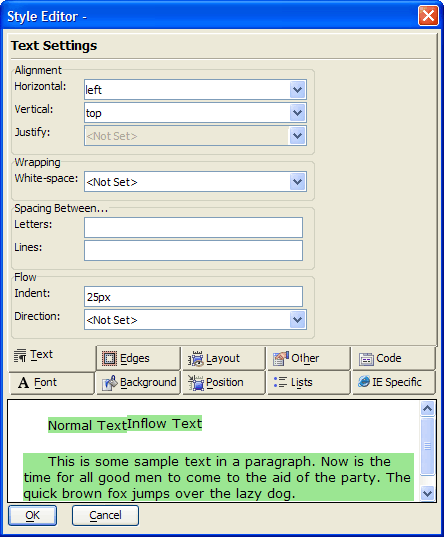 Style Editor -
Text Settings
Alignment
Horizontal: left
Vertical: top
Justify: <Not Set>
Wrapping
White-space: <Not Set>
Spacing Between...
Letters:
Lines:
Flow
Indent: 25px
Direction: <Not Set>
Text Edges Layout Other Code
Font Background Position Lists IE Specific
Normal Text Inflow Text
This is some sample text in a paragraph. Now is the
time for all good men to come to the aid of the party. The
quick brown fox jumps over the lazy dog.
OK Cancel